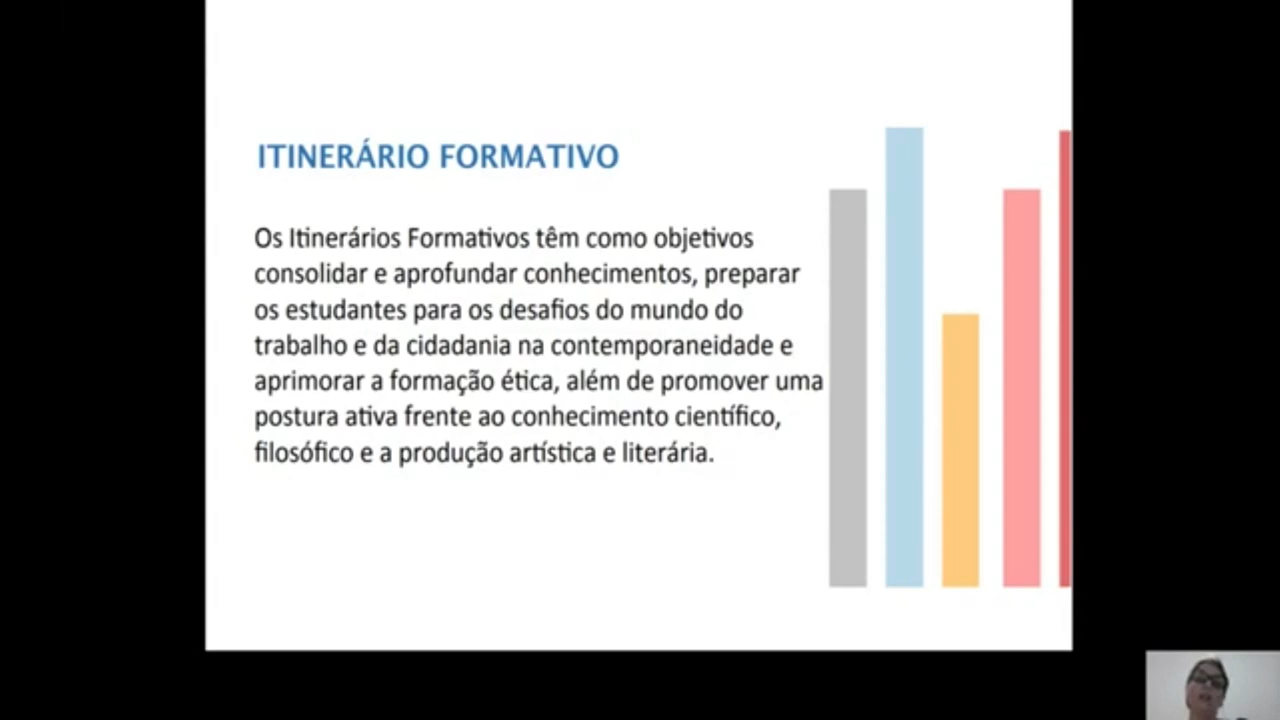 ITINERÁRIO FORMATIVO
Os Itinerários Formativos têm como objetivos
consolidar e aprofundar conhecimentos, preparar
os estudantes para os desafios do mundo do
trabalho e da cidadania na contemporaneidade e
aprimorar a formação ética, além de promover uma
postura ativa frente ao conhecimento científico,
filosófico e a produção artística e literária.